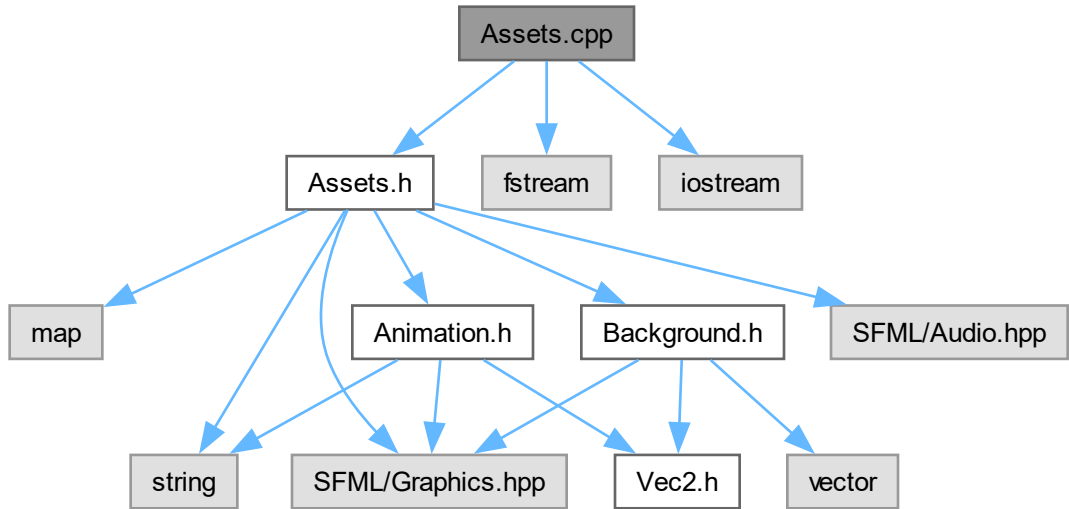 Assets.cpp
Assets.h
fstream
iostream
map
Animation.h
Background.h
SFML/Audio.hpp
string
SFML/Graphics.hpp
Vec2.h
vector